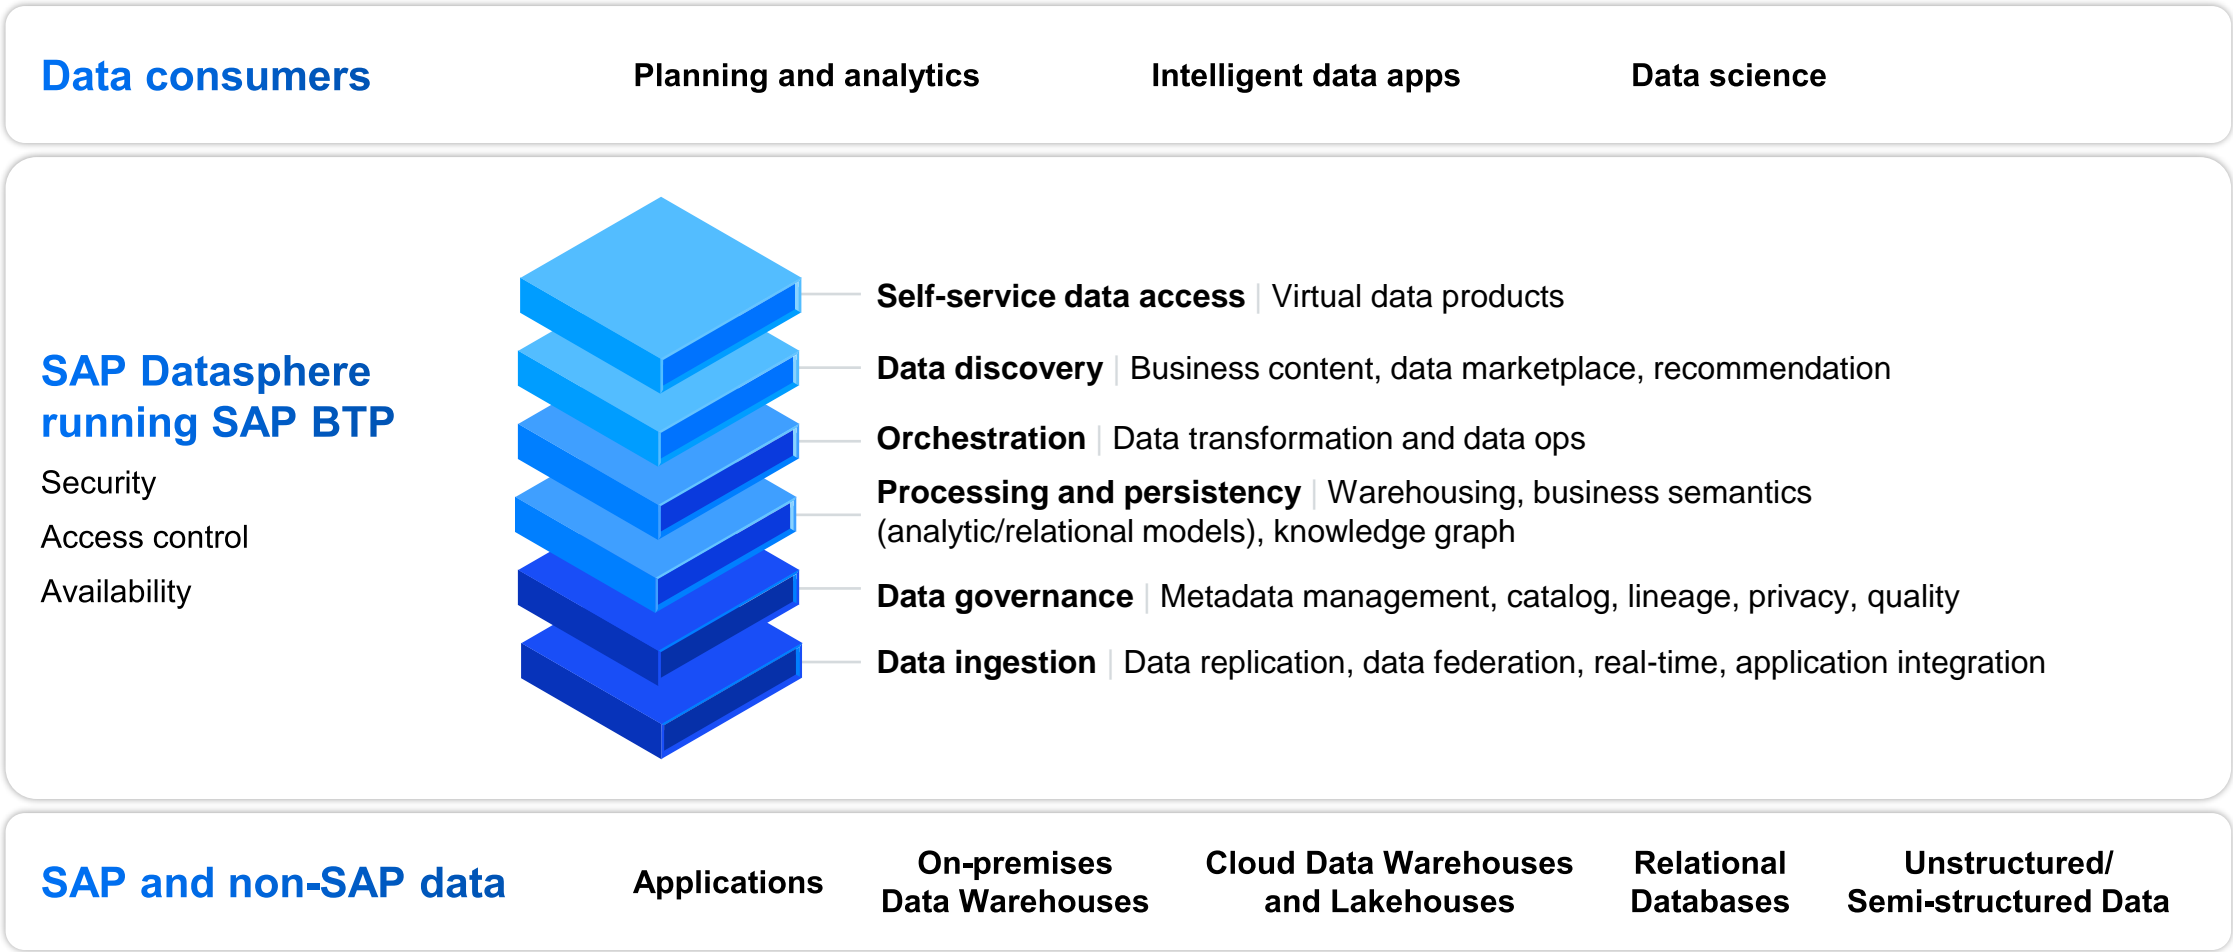 Data consumers
Planning and analytics
Intelligent data apps
Data science
SAP Datasphere
running SAP BTP
Security
Access control
Availability
Self-service data access | Virtual data products
Data discovery | Business content, data marketplace, recommendation
Orchestration | Data transformation and data ops
Processing and persistency | Warehousing, business semantics
(analytic/relational models), knowledge graph
Data governance | Metadata management, catalog, lineage, privacy, quality
Data ingestion | Data replication, data federation, real-time, application integration
SAP and non-SAP data
Applications
On-premises
Data Warehouses
Cloud Data Warehouses
and Lakehouses
Relational
Databases
Unstructured/
Semi-structured Data